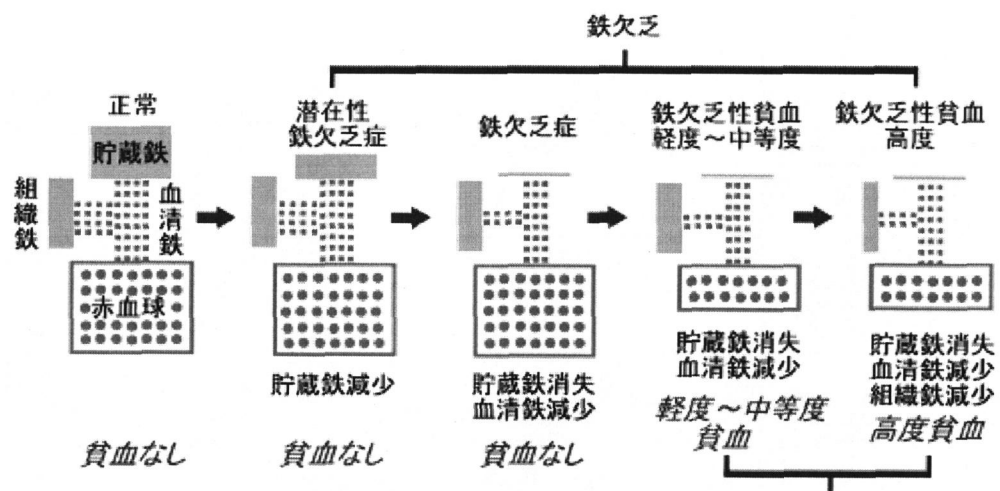 鉄欠乏
正常
貯蔵鉄
組織鉄
血清鉄
赤血球
貧血なし
潜在性
鉄欠乏症
貯蔵鉄減少
貧血なし
鉄欠乏症
貯蔵鉄消失
血清鉄減少
貧血なし
鉄欠乏性貧血
軽度～中等度
貯蔵鉄消失
血清鉄減少
軽度～中等度
貧血
鉄欠乏性貧血
高度
貯蔵鉄消失
血清鉄減少
組織鉄減少
高度貧血